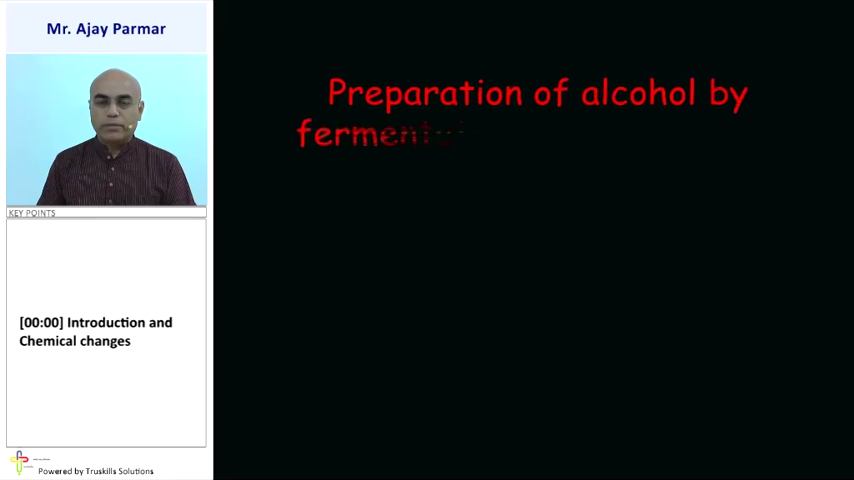 Mr. Ajay Parmar
Preparation of alcohol by
KEY POINTS
[00:00] Introduction and
Chemical changes
Powered by Truskills Solutions